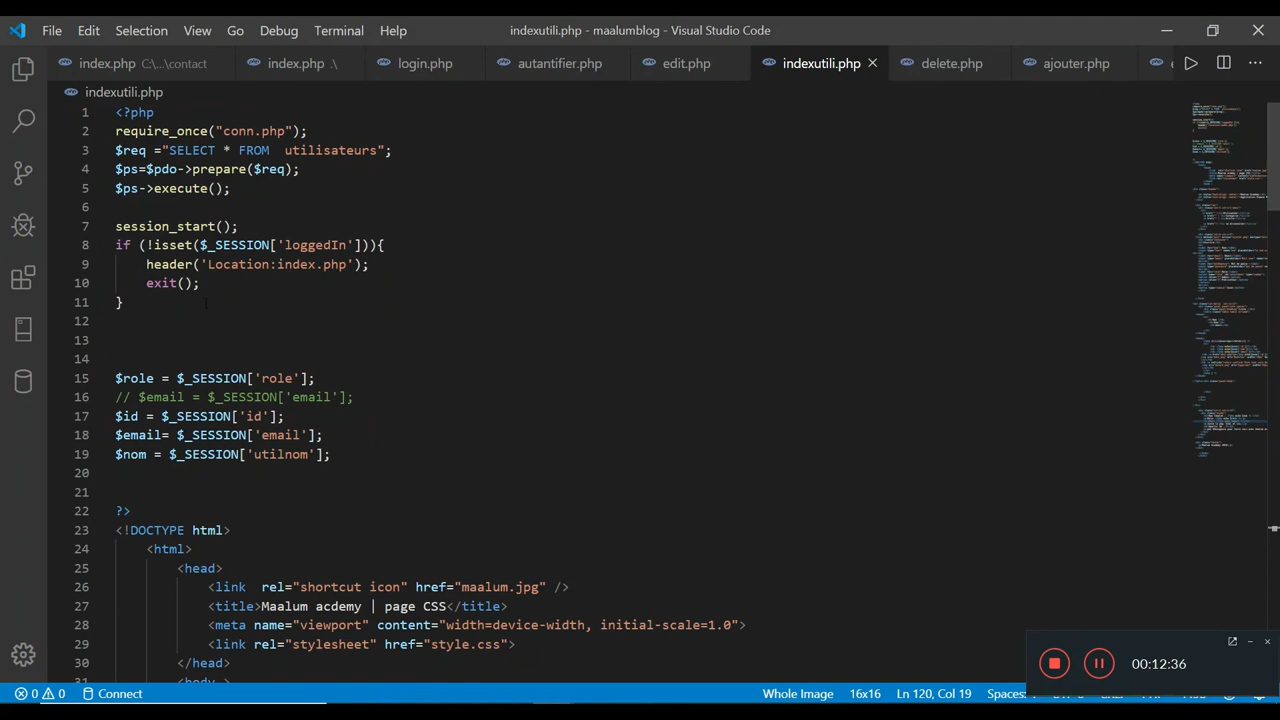 File Edit Selection View Go Debug Terminal Help indexutili.php - maalumblog - Visual Studio Code
index.php C:\...\contact index.php .\ login.php autantifier.php edit.php indexutili.php delete.php ajouter.php
indexutili.php
1 <?php
2 require_once("conn.php");
3 $req ="SELECT * FROM  utilisateurs";
4 $ps=$pdo->prepare($req);
5 $ps->execute();
6
7 session_start();
8 if (!isset($_SESSION['loggedIn'])){
9 header('Location:index.php');
10 exit();
11 }
12
13
14
15 $role = $_SESSION['role'];
16 // $email = $_SESSION['email'];
17 $id = $_SESSION['id'];
18 $email= $_SESSION['email'];
19 $nom = $_SESSION['utilnom'];
20
21
22 ?>
23 <!DOCTYPE html>
24 <html>
25 <head>
26 <link  rel="shortcut icon" href="maalum.jpg" />
27 <title>Maalum acdemy | page CSS</title>
28 <meta name="viewport" content="width=device-width, initial-scale=1.0">
29 <link rel="stylesheet" href="style.css">
30 </head>
31 <body
00:12:36
0 0 Connect Whole Image 16x16 Ln 120, Col 19 Spaces: